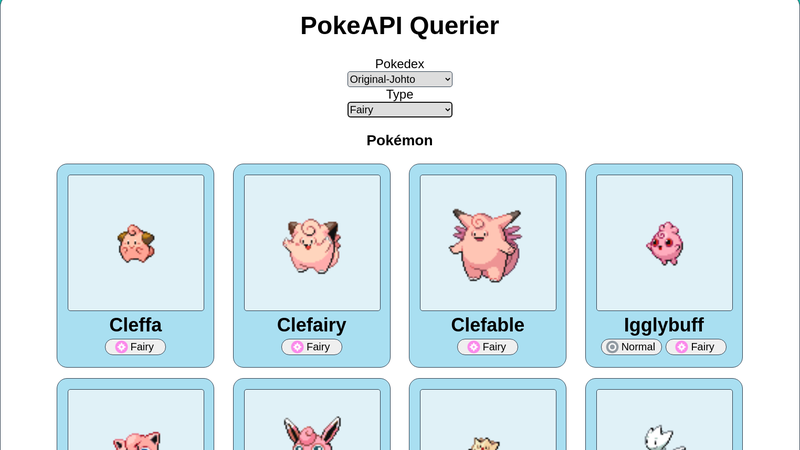 PokeAPI Querier
Pokedex
Original-Johto
Type
Fairy
Pokémon
Cleffa
Fairy
Clefairy
Fairy
Clefable
Fairy
Igglybuff
Normal Fairy